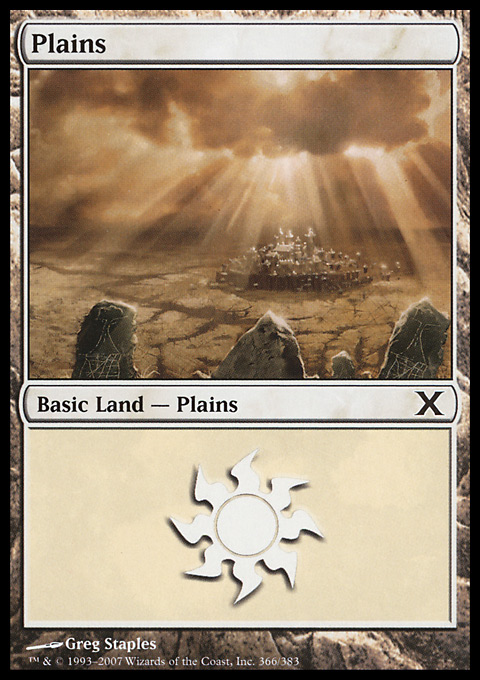 Plains
Basic Land — Plains
X
Greg Staples
™ & © 1993–2007 Wizards of the Coast, Inc. 366/383